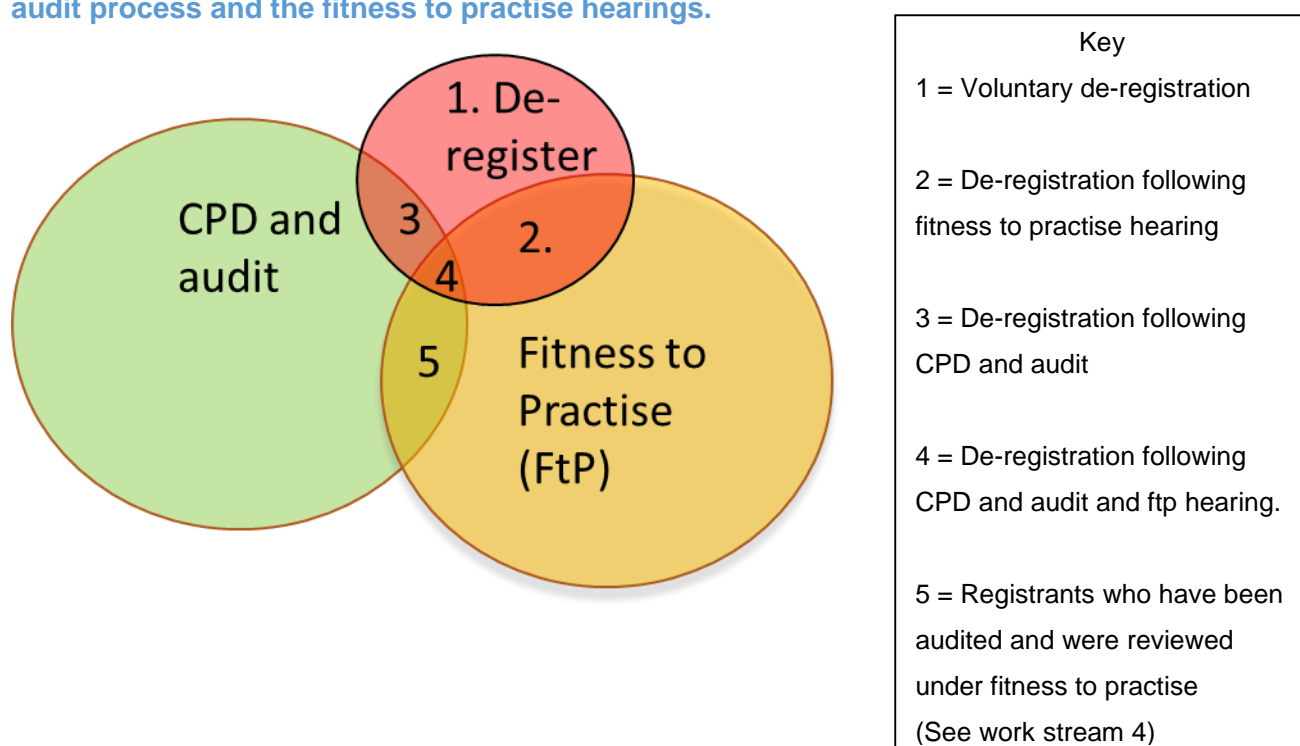 audit process and the fitness to practise hearings.
1. De-
register
CPD and
audit
3
2.
4
5
Fitness to
Practise
(FtP)
Key
1 = Voluntary de-registration
2 = De-registration following
fitness to practise hearing
3 = De-registration following
CPD and audit
4 = De-registration following
CPD and audit and ftp hearing.
5 = Registrants who have been
audited and were reviewed
under fitness to practise
(See work stream 4)